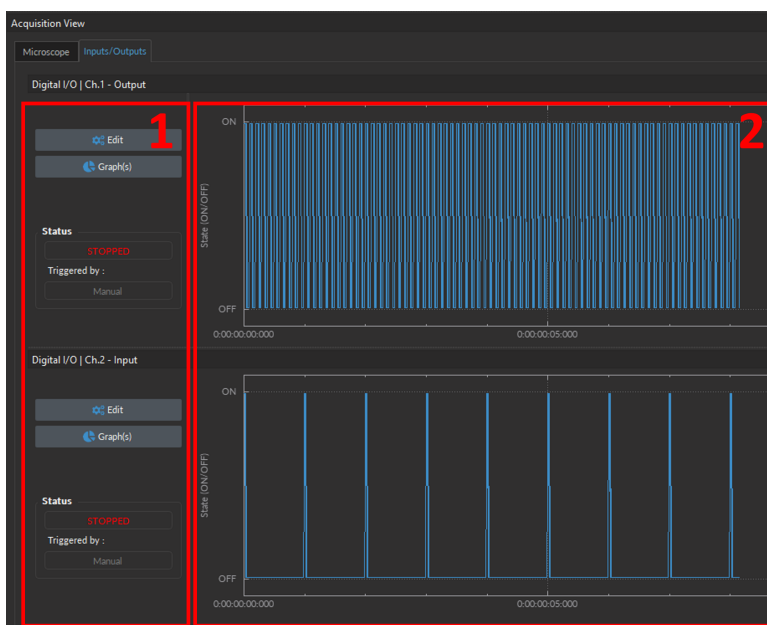 Acquisition View
Microscope Inputs/Outputs
Digital I/O | Ch.1 - Output
1
2
Edit
Graph(s)
Status
STOPPED
Triggered by :
Manual
ON
State (ON/OFF)
OFF
0:00:00:00:000 0:00:00:05:000
Digital I/O | Ch.2 - Input
Edit
Graph(s)
Status
STOPPED
Triggered by :
Manual
ON
State (ON/OFF)
OFF
0:00:00:00:000 0:00:00:05:000